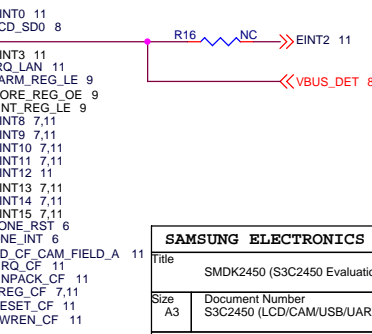 INT0 11
CD_SD0 8
R16 NC EINT2 11
INT3 11
RQ_LAN 11
ARM_REG_LE 9
VBUS_DET 8
ORE_REG_OE 9
NT_REG_LE 9
INT8 7,11
INT9 7,11
INT10 7,11
INT11 7,11
INT12 11
INT13 7,11
INT14 7,11
INT15 7,11
ONE_RST 6
NE_INT 6
D_CF_CAM_FIELD_A 11
RQ_CF 11
NPACK_CF 11
REG_CF 7,11
ESET_CF 11
WREN_CF 11
SAMSUNG ELECTRONICS
Title
SMDK2450 (S3C2450 Evaluatio
Size Document Number
A3 S3C2450 (LCD/CAM/USB/UAR